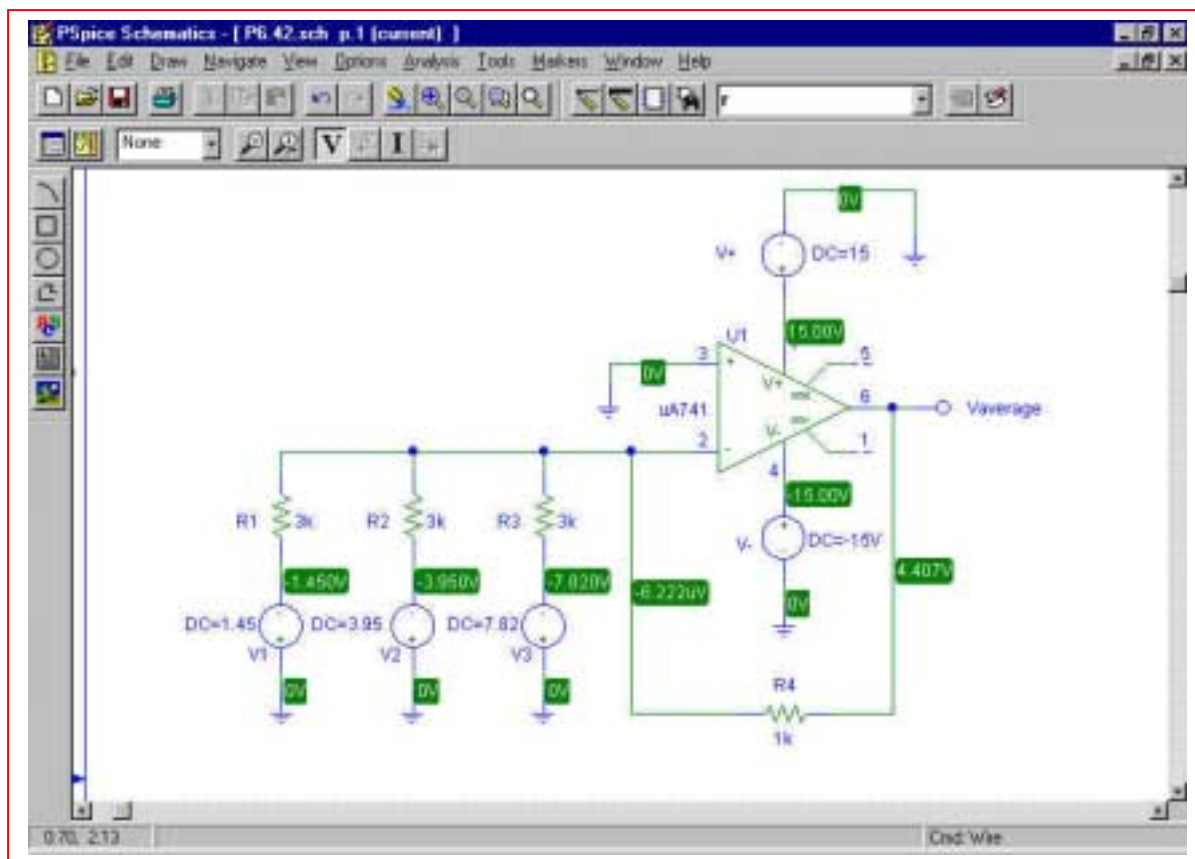 PSpice Schematics - [ P6.42.sch p.1 (current) ]
File Edit Draw Navigate View Options Analysis Tools Markers Window Help
r
None V I
0V
V+ DC=15
15.00V
U1
3 + V+ 5
0V
uA741 6 Vaverage
2 - V- 1
4
-15.00V
R1 3k R2 3k R3 3k
V- DC=-15V
4.407V
-1.450V -3.950V -7.820V -6.222uV
0V
DC=1.45 DC=3.95 DC=7.82
V1 V2 V3
0V 0V 0V
R4
1k
0.70, 2.13 Cmd: Wire